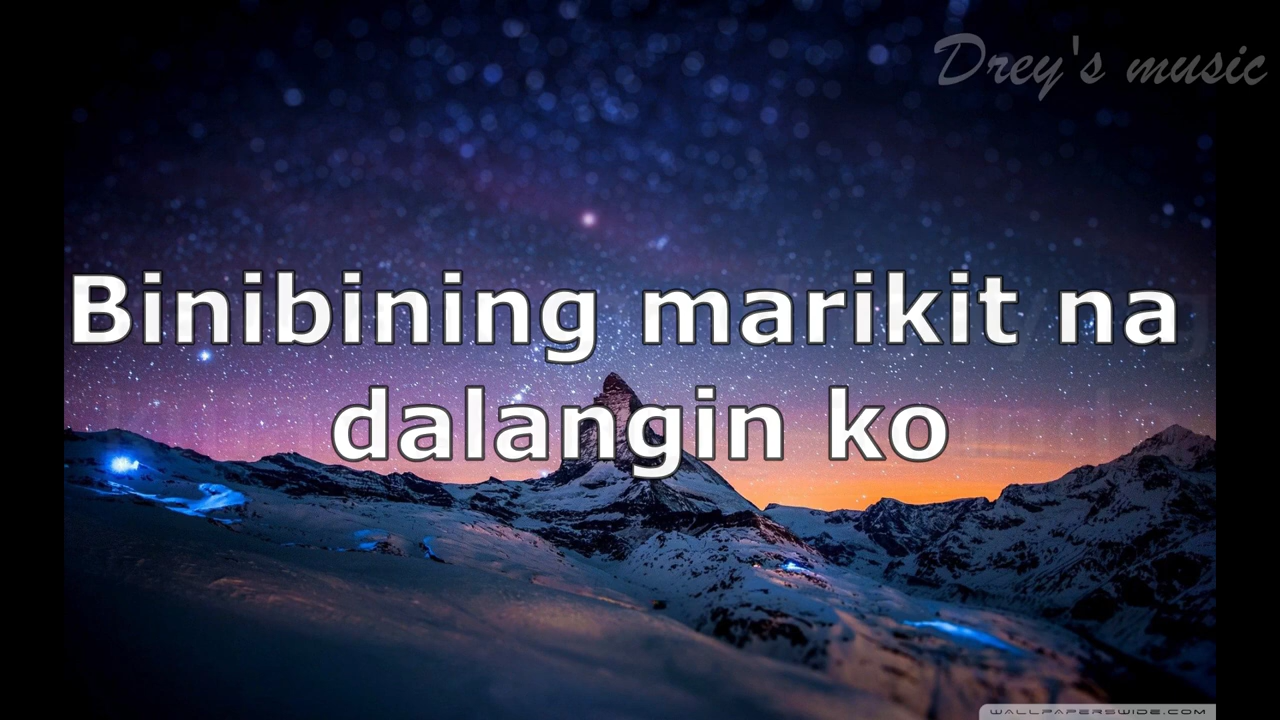 Drey's music
Binibining marikit na
dalangin ko
WALLPAPERSWIDE.COM